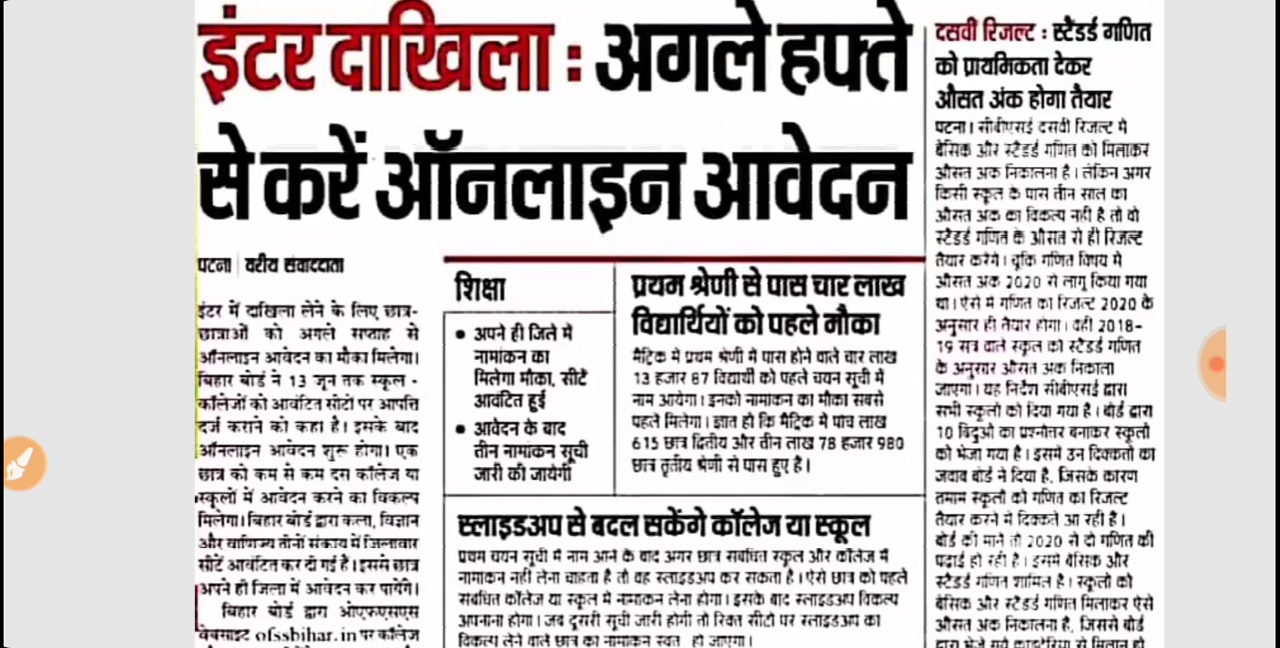 इंटर दाखिला : अगले हफ्ते
से करें ऑनलाइन आवेदन
पटना | वरीय संवाददाता
इंटर में दाखिला लेने के लिए छात्र-
छात्राओं को अगले सप्ताह से
ऑनलाइन आवेदन का मौका मिलेगा।
बिहार बोर्ड ने 13 जून तक स्कूल -
कॉलेजों को आवंटित सीटों पर आपत्ति
दर्ज कराने को कहा है। इसके बाद
ऑनलाइन आवेदन शुरू होगा। एक
छात्र को कम से कम दस कॉलेज या
स्कूलों में आवेदन करने का विकल्प
मिलेगा। बिहार बोर्ड द्वारा कला, विज्ञान
और वाणिज्य तीनों संकाय में जिलावार
सीटें आवंटित कर दी गई है। इससे छात्र
अपने ही जिला में आवेदन कर पायेंगे।
बिहार बोर्ड द्वारा ओएफएसएस
वेबसाइट ofssbihar.in पर कॉलेज
शिक्षा
• अपने ही जिले में
नामांकन का
मिलेगा मौका, सीटें
आवंटित हुई
• आवेदन के बाद
तीन नामांकन सूची
जारी की जायेगी
प्रथम श्रेणी से पास चार लाख
विद्यार्थियों को पहले मौका
मैट्रिक में प्रथम श्रेणी में पास होने वाले चार लाख
13 हजार 87 विद्यार्थी को पहले चयन सूची में
नाम आयेगा। इनको नामांकन का मौका सबसे
पहले मिलेगा। ज्ञात हो कि मैट्रिक में पांच लाख
615 छात्र द्वितीय और तीन लाख 78 हजार 980
छात्र तृतीय श्रेणी से पास हुए हैं।
स्लाइडअप से बदल सकेंगे कॉलेज या स्कूल
प्रथम चयन सूची में नाम आने के बाद अगर छात्र संबंधित स्कूल और कॉलेज में
नामांकन नहीं लेना चाहता है तो वह स्लाइडअप कर सकता है। ऐसे छात्र को पहले
संबंधित कॉलेज या स्कूल में नामांकन लेना होगा। इसके बाद स्लाइडअप विकल्प
अपनाना होगा। जब दूसरी सूची जारी होगी तो रिक्त सीटों पर स्लाइडअप का
विकल्प लेने वाले छात्र का नामांकन स्वत: हो जाएगा।
दसवीं रिजल्ट : स्टैंडर्ड गणित
को प्राथमिकता देकर
औसत अंक होगा तैयार
पटना। सीबीएसई दसवीं रिजल्ट में
बेसिक और स्टैंडर्ड गणित को मिलाकर
औसत अंक निकालना है। लेकिन अगर
किसी स्कूल के पास तीन साल का
औसत अंक का विकल्प नहीं है तो वो
स्टैंडर्ड गणित के औसत से ही रिजल्ट
तैयार करेंगे। चूंकि गणित विषय में
औसत अंक 2020 से लागू किया गया
था। ऐसे में गणित का रिजल्ट 2020 के
अनुसार ही तैयार होगा। वहीं 2018-
19 सत्र वाले स्कूल को स्टैंडर्ड गणित
के अनुसार औसत अंक निकाला
जाएगा। यह निर्देश सीबीएसई द्वारा
सभी स्कूलों को दिया गया है। बोर्ड द्वारा
10 बिंदुओं का प्रश्नोत्तर बनाकर स्कूलों
को भेजा गया है। इसमें उन दिक्कतों का
जवाब बोर्ड ने दिया है, जिसके कारण
तमाम स्कूलों को गणित का रिजल्ट
तैयार करने में दिक्कतें आ रही हैं।
बोर्ड की मानें तो 2020 से दो गणित की
पढ़ाई हो रही है। इनमें बेसिक और
स्टैंडर्ड गणित शामिल है। स्कूलों को
बेसिक और स्टैंडर्ड गणित मिलाकर ऐसे
औसत अंक निकालना है, जिससे बोर्ड
द्वारा भेजे गये क्राइटेरिया से मिलान हो